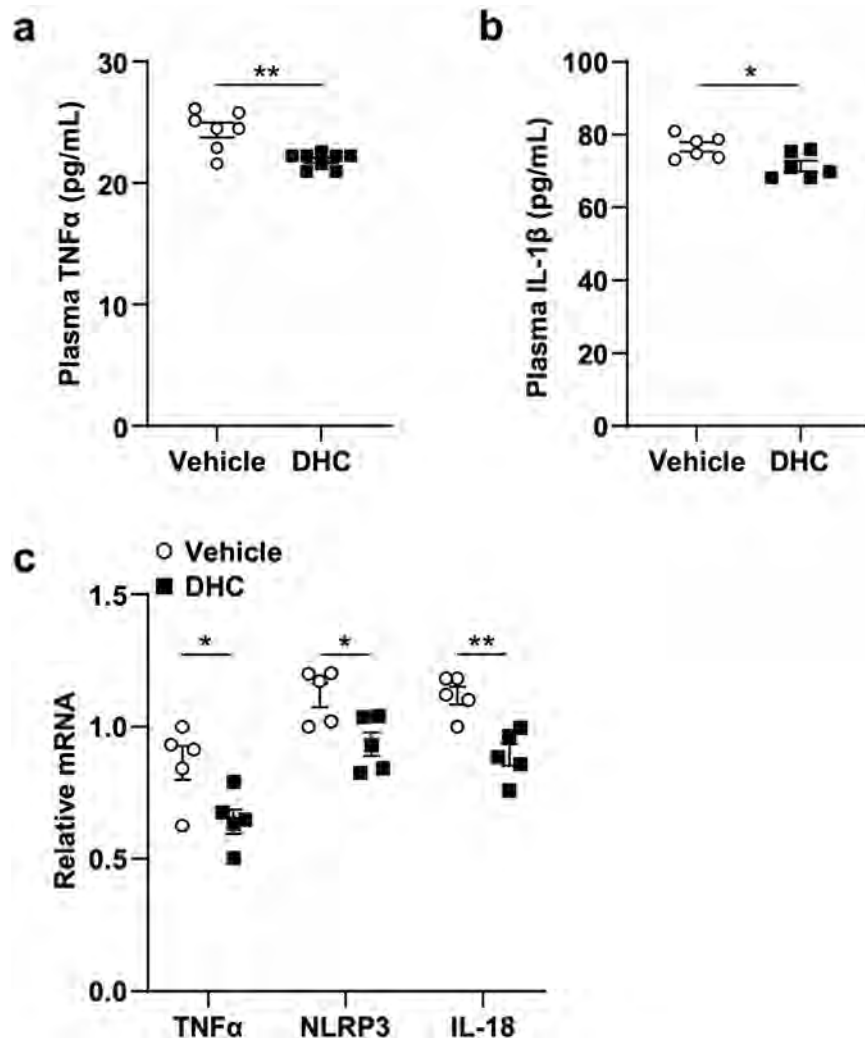 a
Plasma TNFα (pg/mL)
30
20
10
0
**
Vehicle DHC
b
Plasma IL-1β (pg/mL)
100
80
60
40
20
0
*
Vehicle DHC
c
Vehicle
DHC
Relative mRNA
1.5
1.0
0.5
0.0
* * **
TNFα NLRP3 IL-18